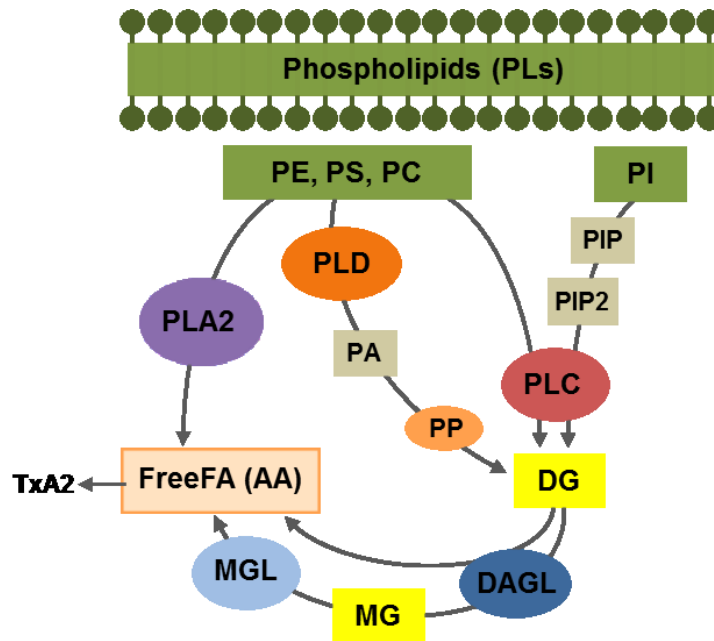 Phospholipids (PLs)
PE, PS, PC
PI
PIP
PLD
PIP2
PLA2
PA
PLC
PP
TxA2
FreeFA (AA)
DG
MGL
DAGL
MG